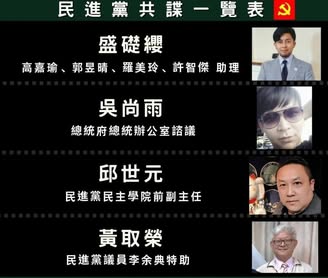 民進黨共諜一覽表
盛礎纓
高嘉瑜、郭昱晴、羅美玲、許智傑 助理
吳尚雨
總統府總統辦公室諮議
邱世元
民進黨民主學院前副主任
黃取榮
民進黨議員李余典特助